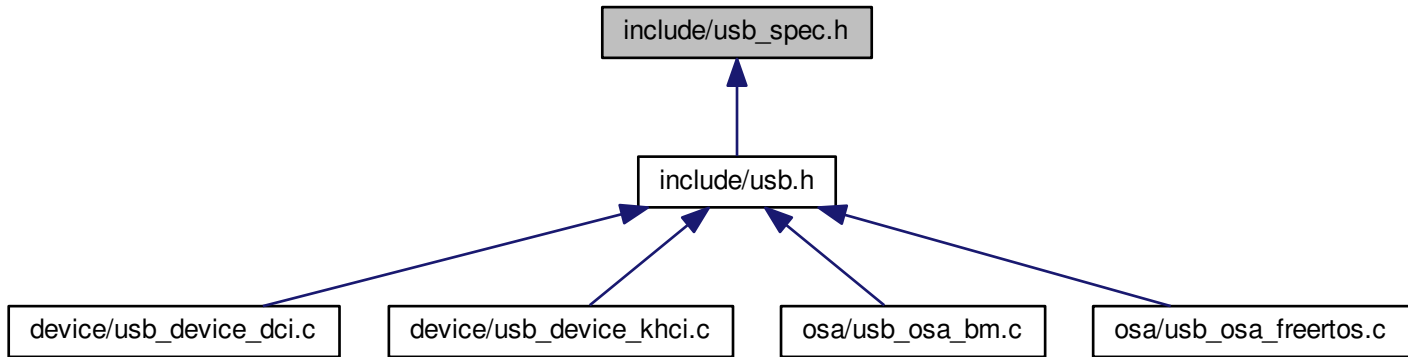 include/usb_spec.h
include/usb.h
device/usb_device_dci.c
device/usb_device_khci.c
osa/usb_osa_bm.c
osa/usb_osa_freertos.c